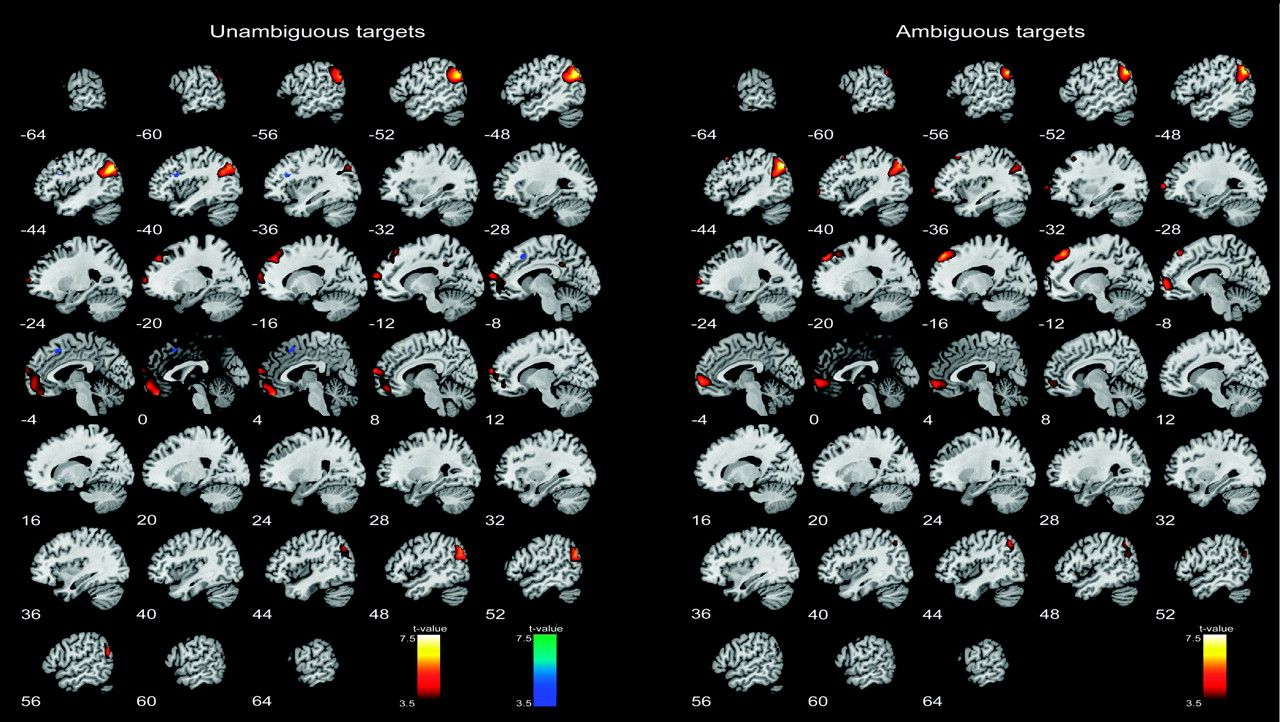 Unambiguous targets
-64 -60 -56 -52 -48
-44 -40 -36 -32 -28
-24 -20 -16 -12 -8
-4 0 4 8 12
16 20 24 28 32
36 40 44 48 52
t-value t-value
7.5 7.5
3.5 3.5
56 60 64
Ambiguous targets
-64 -60 -56 -52 -48
-44 -40 -36 -32 -28
-24 -20 -16 -12 -8
-4 0 4 8 12
16 20 24 28 32
36 40 44 48 52
t-value
7.5
3.5
56 60 64